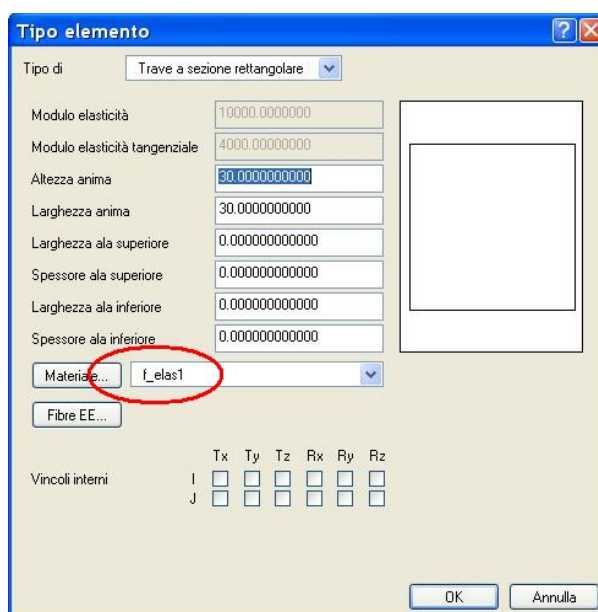 Tipo elemento
Tipo di Trave a sezione rettangolare
Modulo elasticità 10000.0000000
Modulo elasticità tangenziale 4000.00000000
Altezza anima 30.0000000000
Larghezza anima 30.0000000000
Larghezza ala superiore 0.000000000000
Spessore ala superiore 0.000000000000
Larghezza ala inferiore 0.000000000000
Spessore ala inferiore 0.000000000000
Materiale... f_elas1
Fibre EE...
Tx Ty Tz Rx Ry Rz
Vincoli interni I
J
OK Annulla